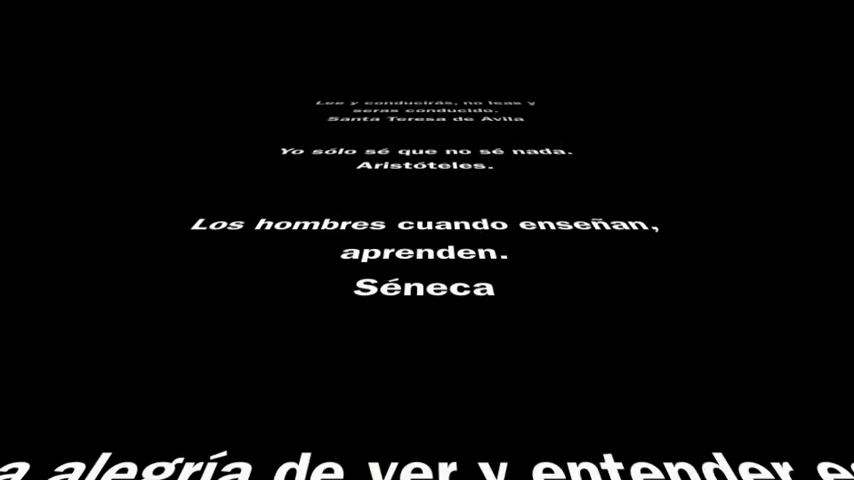 Lee y conducirás, no leas y
seras conducido.
Santa Teresa de Avila
Yo sólo sé que no sé nada.
Aristóteles.
Los hombres cuando enseñan,
aprenden.
Séneca
alegría de ver y entender